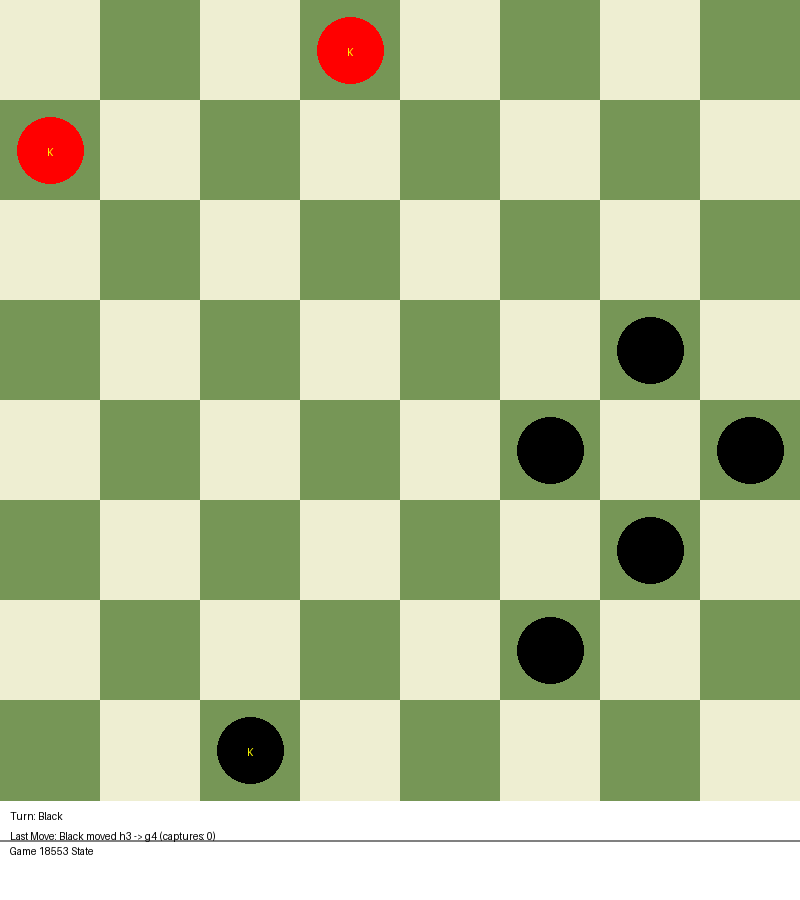 K
K
K
Turn: Black
Last Move: Black moved h3 -> g4 (captures: 0)
Game 18553 State